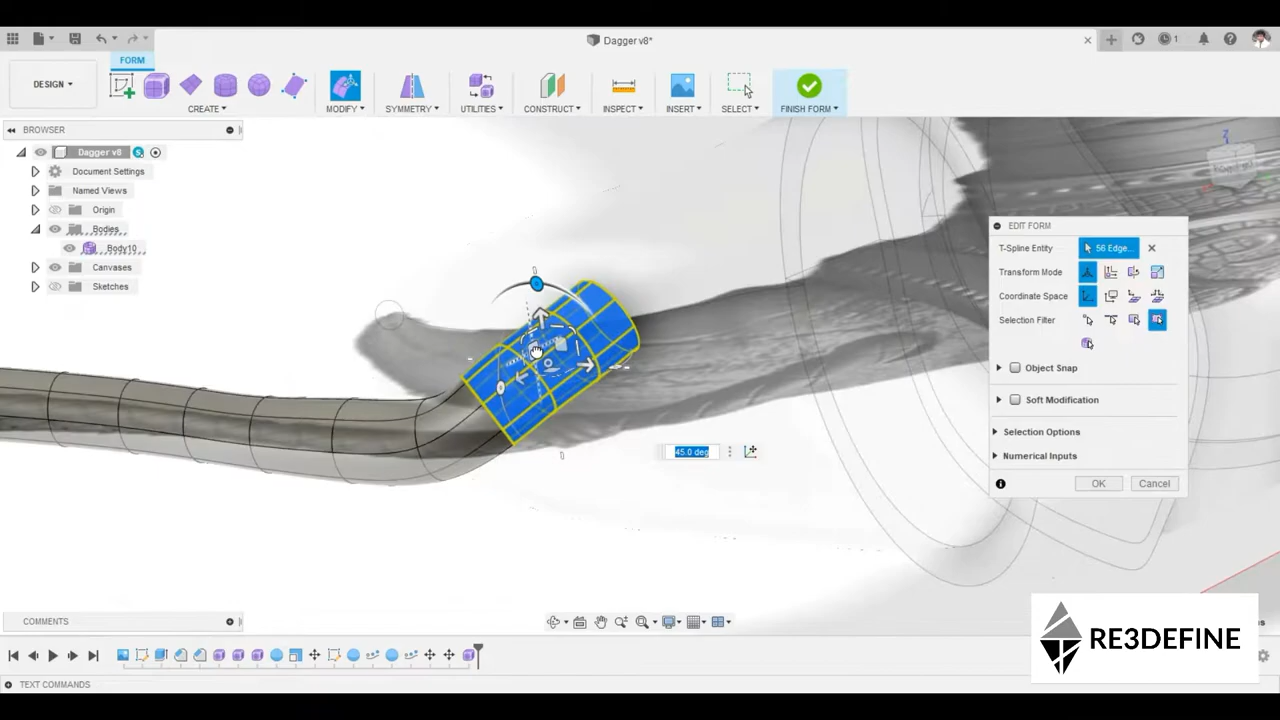 Dagger v8*
1
FORM
DESIGN
CREATE
MODIFY
SYMMETRY
UTILITIES
CONSTRUCT
INSPECT
INSERT
SELECT
FINISH FORM
BROWSER
Dagger v8
S
Document Settings
Named Views
Origin
Bodies
Body10
Canvases
Sketches
Z
EDIT FORM
T-Spline Entity
56 Edge...
Transform Mode
Coordinate Space
Selection Filter
Object Snap
Soft Modification
Selection Options
Numerical Inputs
OK
Cancel
45.0 deg
COMMENTS
RE3DEFINE
TEXT COMMANDS